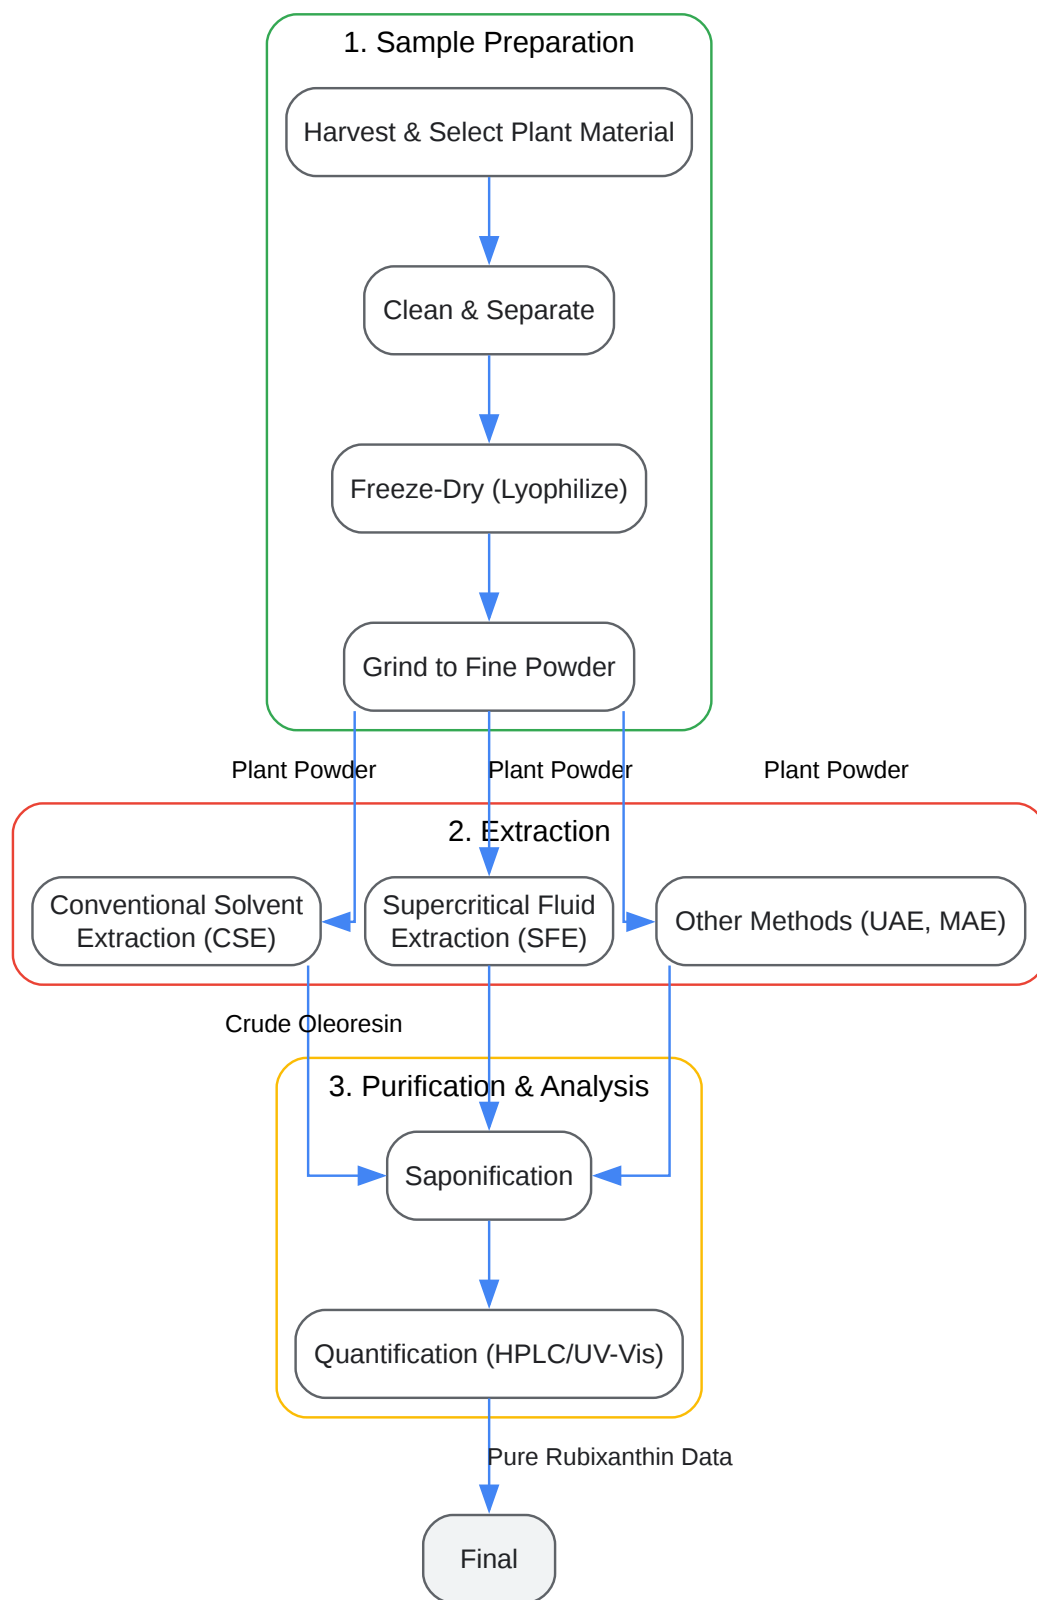 1. Sample Preparation
Harvest & Select Plant Material
Clean & Separate
Freeze-Dry (Lyophilize)
Grind to Fine Powder
Plant Powder
Plant Powder
Plant Powder
2. Extraction
Conventional Solvent
Extraction (CSE)
Supercritical Fluid
Extraction (SFE)
Other Methods (UAE, MAE)
Crude Oleoresin
3. Purification & Analysis
Saponification
Quantification (HPLC/UV-Vis)
Pure Rubixanthin Data
Final